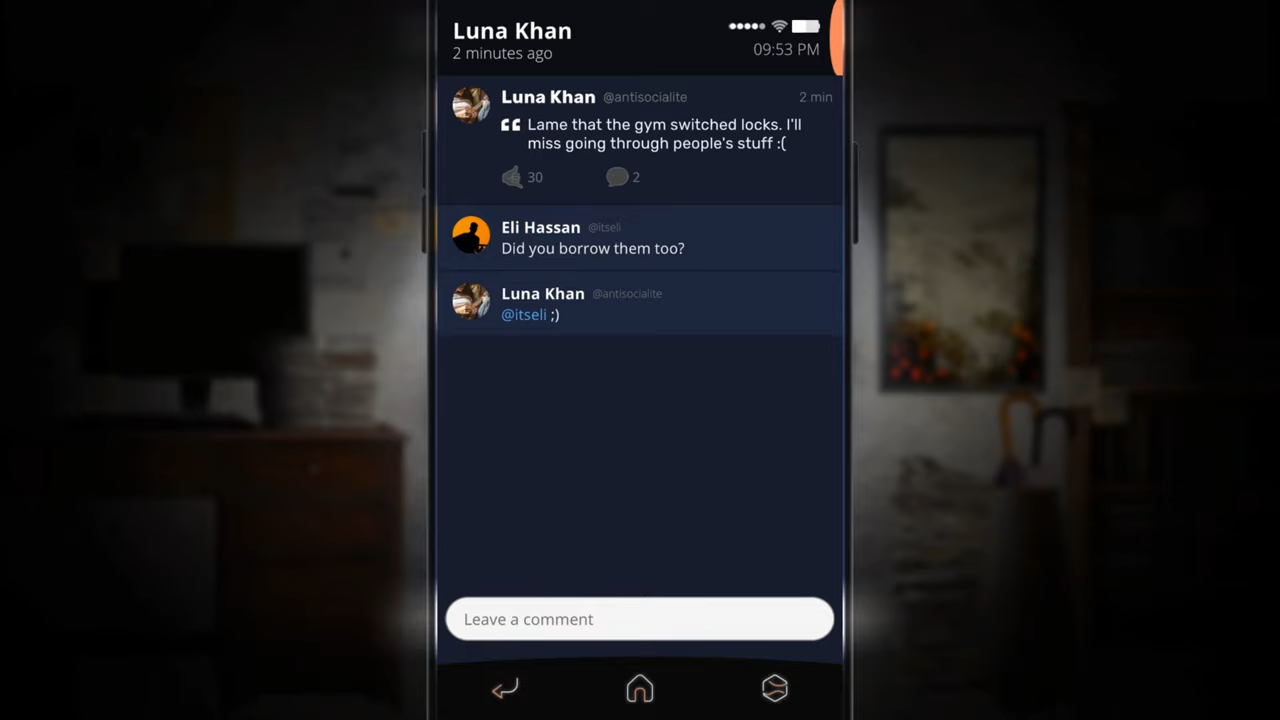 Luna Khan
2 minutes ago
09:53 PM
Luna Khan @antisocialite 2 min
Lame that the gym switched locks. I'll
miss going through people's stuff :(
30 2
Eli Hassan @itseli
Did you borrow them too?
Luna Khan @antisocialite
@itseli ;)
Leave a comment